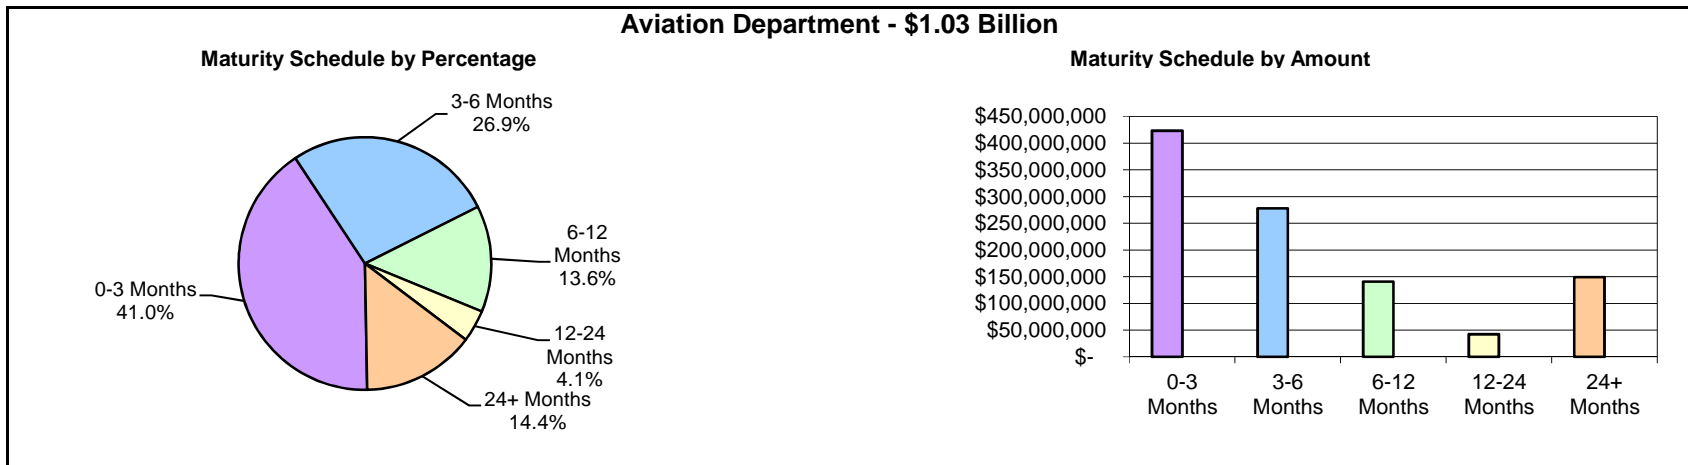 Aviation Department - $1.03 Billion
Maturity Schedule by Percentage
3-6 Months
26.9%
6-12
Months
13.6%
0-3 Months
41.0%
12-24
Months
4.1%
24+ Months
14.4%
Maturity Schedule by Amount
$450,000,000
$400,000,000
$350,000,000
$300,000,000
$250,000,000
$200,000,000
$150,000,000
$100,000,000
$50,000,000
$-
0-3
Months
3-6
Months
6-12
Months
12-24
Months
24+
Months